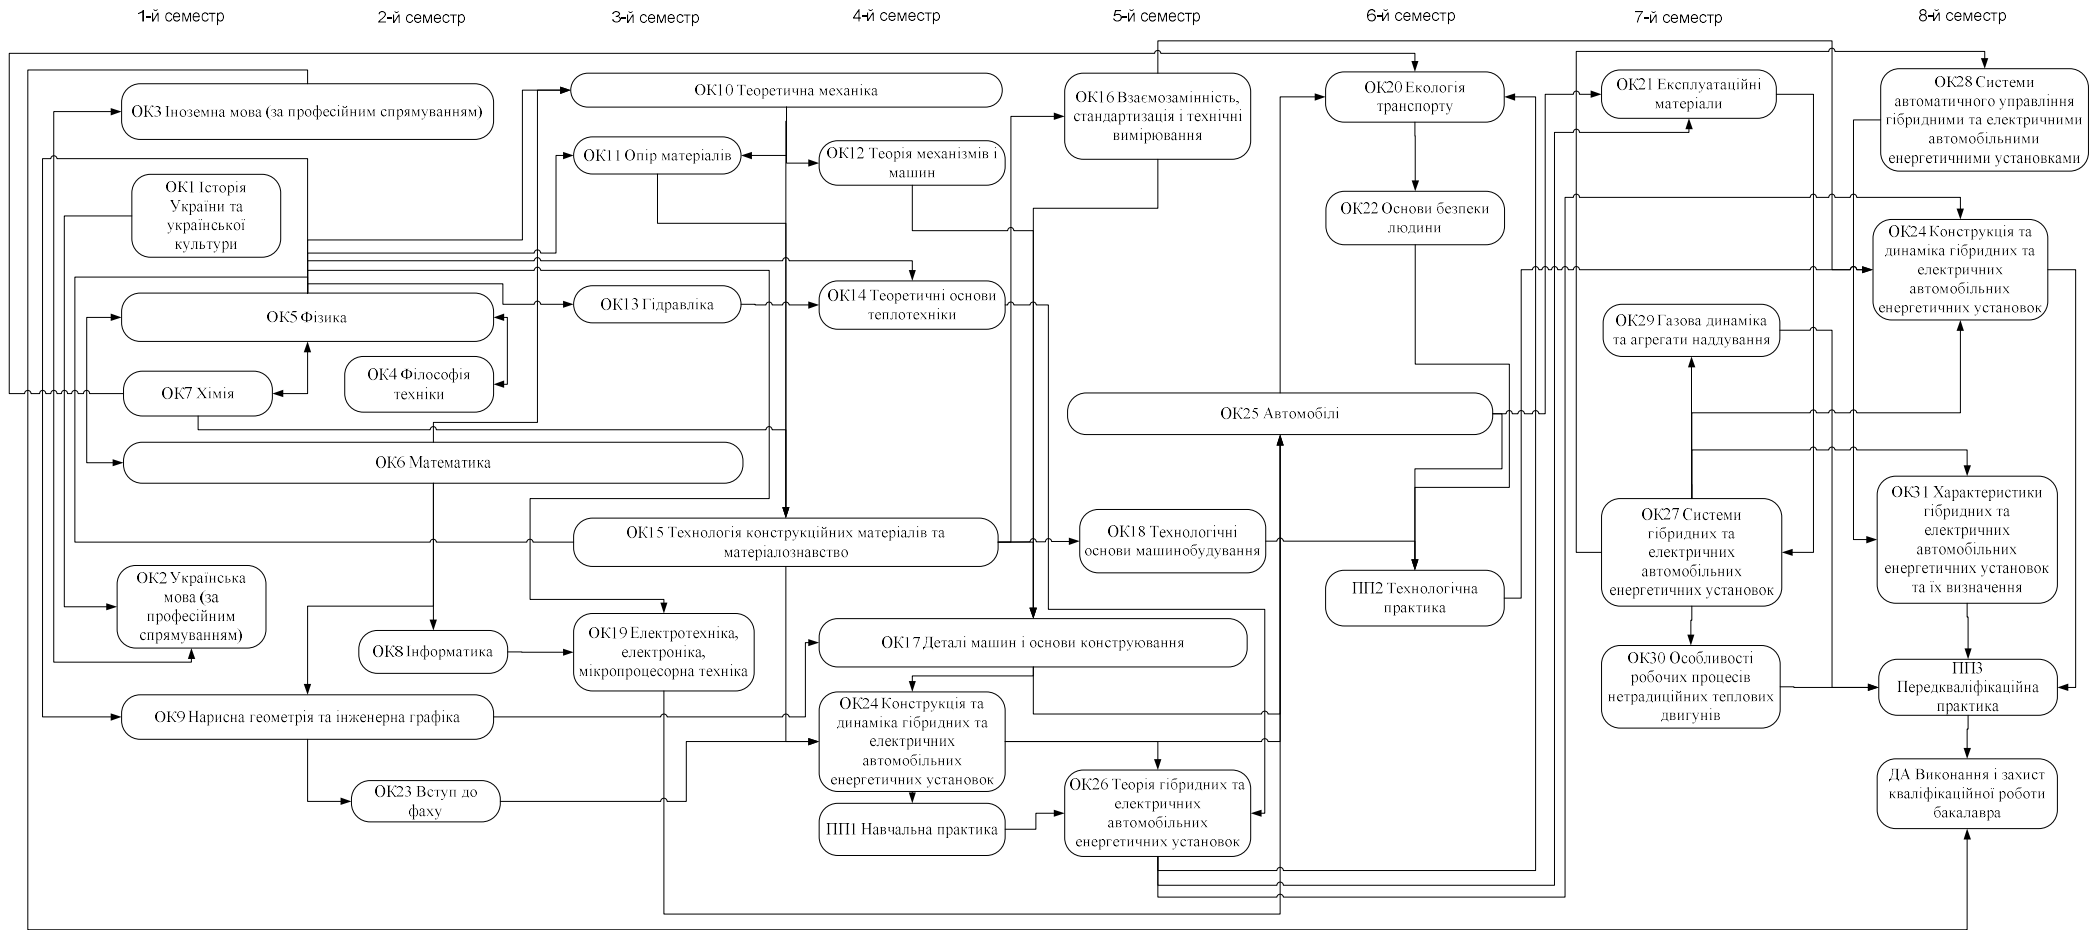 1-й семестр
2-й семестр
3-й семестр
4-й семестр
5-й семестр
6-й семестр
7-й семестр
8-й семестр
ОК3 Іноземна мова (за професійним спрямуванням)
ОК1 Історія
України та
української
культури
ОК5 Фізика
ОК4 Філософія
техніки
ОК7 Хімія
ОК6 Математика
ОК2 Українська
мова (за
професійним
спрямуванням)
ОК8 Інформатика
ОК9 Нарисна геометрія та інженерна графіка
ОК23 Вступ до
фаху
ОК10 Теоретична механіка
ОК11 Опір матеріалів
ОК12 Теорія механізмів і
машин
ОК13 Гідравліка
ОК14 Теоретичні основи
теплотехніки
ОК15 Технологія конструкційних матеріалів та
матеріалознавство
ОК19 Електротехніка,
електроніка,
мікропроцесорна техніка
ОК17 Деталі машин і основи конструювання
ОК24 Конструкція та
динаміка гібридних та
електричних
автомобільних
енергетичних установок
ПП1 Навчальна практика
ОК16 Взаємозамінність,
стандартизація і технічні
вимірювання
ОК25 Автомобілі
ОК18 Технологічні
основи машинобудування
ОК26 Теорія гібридних та
електричних
автомобільних
енергетичних установок
ОК20 Екологія
транспорту
ОК22 Основи безпеки
людини
ПП2 Технологічна
практика
ОК21 Експлуатаційні
матеріали
ОК29 Газова динаміка
та агрегати наддування
ОК27 Системи
гібридних та
електричних
автомобільних
енергетичних установок
ОК30 Особливості
робочих процесів
нетрадиційних теплових
двигунів
ОК28 Системи
автоматичного управління
гібридними та електричними
автомобільними
енергетичними установками
ОК24 Конструкція та
динаміка гібридних та
електричних
автомобільних
енергетичних установок
ОК31 Характеристики
гібридних та
електричних
автомобільних
енергетичних установок
та їх визначення
ПП3
Передкваліфікаційна
практика
ДА Виконання і захист
кваліфікаційної роботи
бакалавра